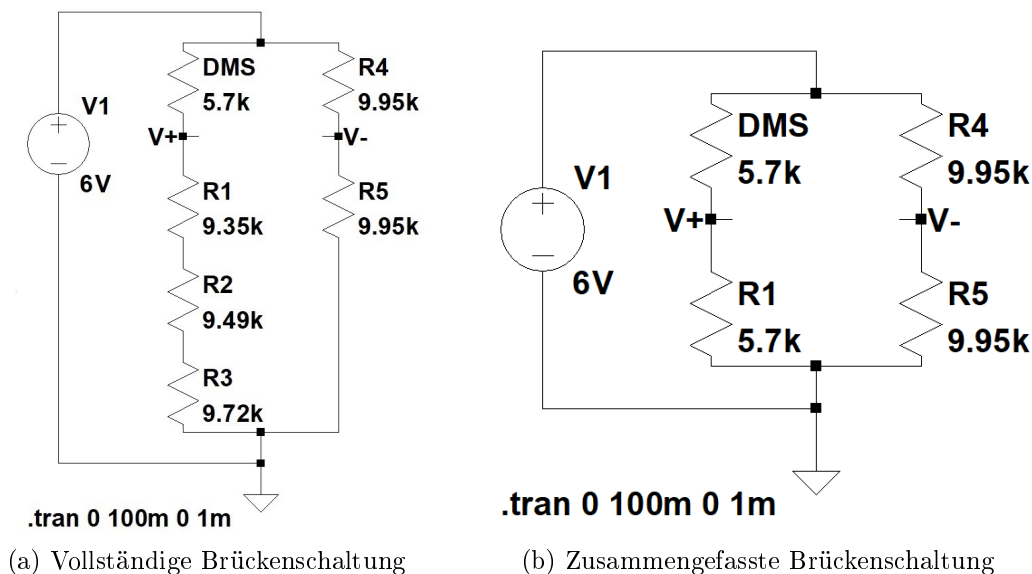 DMS
5.7k
R4
9.95k
V1
V+
V-
6V
R1
9.35k
R5
9.95k
R2
9.49k
R3
9.72k
.tran 0 100m 0 1m
(a) Vollständige Brückenschaltung
DMS
5.7k
R4
9.95k
V1
V+
V-
6V
R1
5.7k
R5
9.95k
.tran 0 100m 0 1m
(b) Zusammengefasste Brückenschaltung